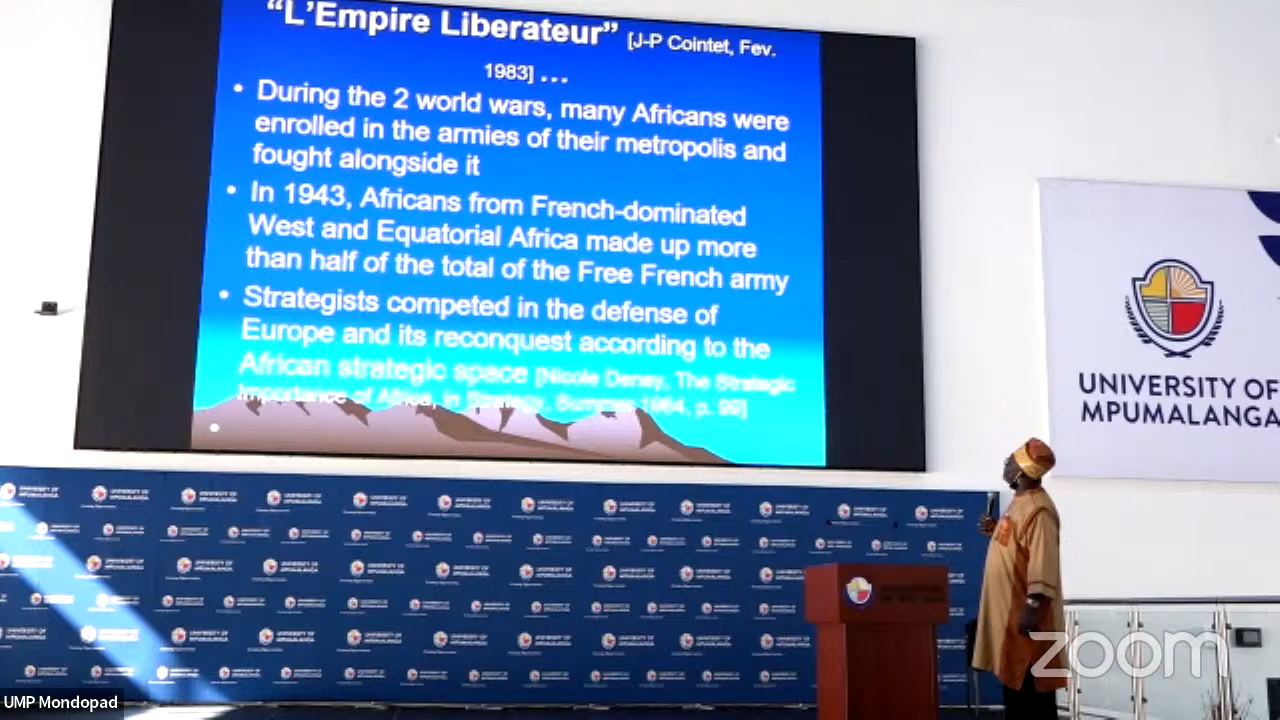 “L’Empire Liberateur” [J-P Cointet, Fev.
1983] ...
• During the 2 world wars, many Africans were
enrolled in the armies of their metropolis and
fought alongside it
• In 1943, Africans from French-dominated
West and Equatorial Africa made up more
than half of the total of the Free French army
• Strategists competed in the defense of
Europe and its reconquest according to the
African strategic space [Nicole Deney, The Strategic
Importance of Africa, in Strategy, Summer 1964, p. 99]
•
UNIVERSITY OF
MPUMALANGA
zoom
UMP Mondopad